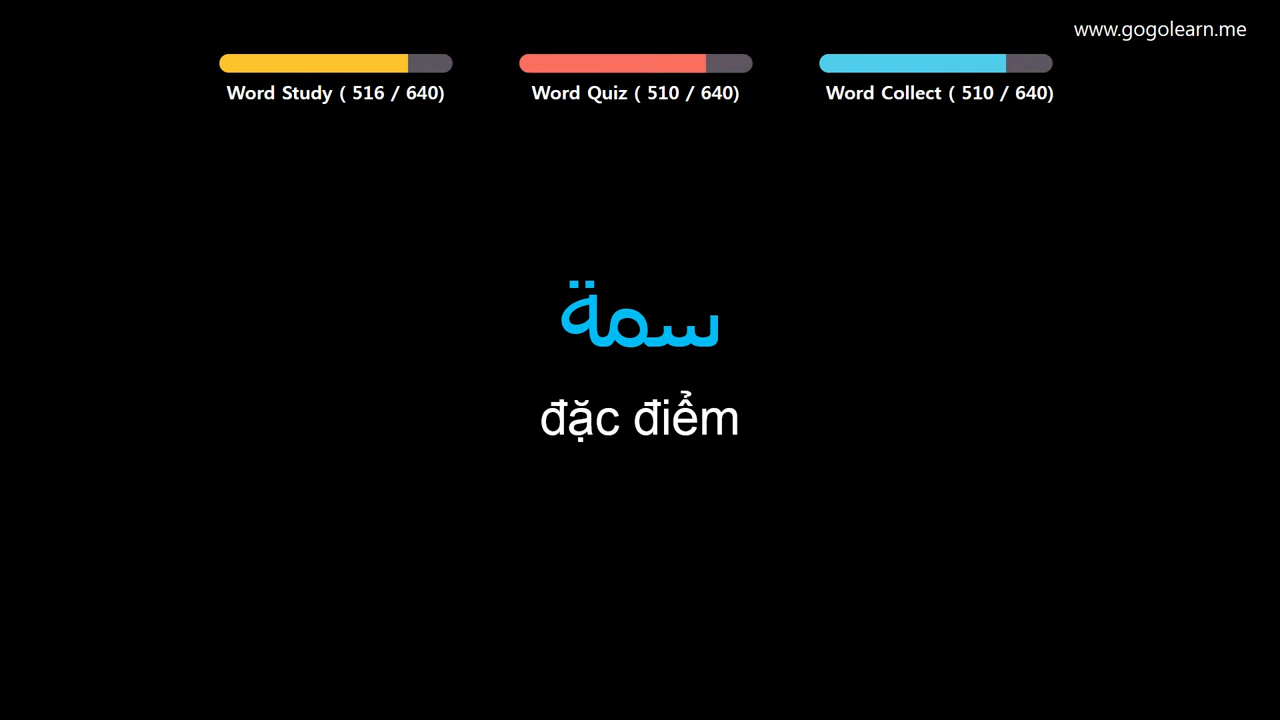 www.gogolearn.me
Word Study ( 516 / 640)
Word Quiz ( 510 / 640)
Word Collect ( 510 / 640)
سمة
đặc điểm